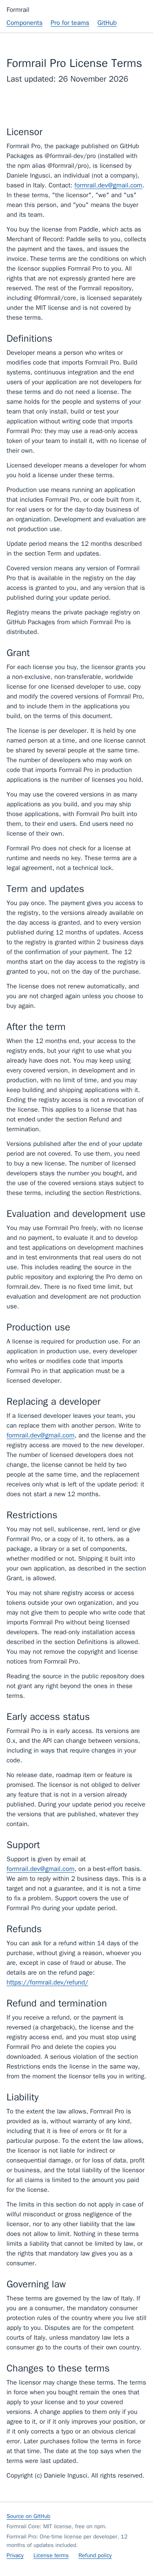 Formrail
Components Pro for teams GitHub
Formrail Pro License Terms
Last updated: 26 November 2026
Licensor
Formrail Pro, the package published on GitHub
Packages as @formrail-dev/pro (installed with
the npm alias @formrail/pro), is licensed by
Daniele Ingusci, an individual (not a company),
based in Italy. Contact: formrail.dev@gmail.com.
In these terms, "the licensor", "we" and "us"
mean this person, and "you" means the buyer
and its team.
You buy the license from Paddle, which acts as
Merchant of Record: Paddle sells to you, collects
the payment and the taxes, and issues the
invoice. These terms are the conditions on which
the licensor supplies Formrail Pro to you. All
rights that are not expressly granted here are
reserved. The rest of the Formrail repository,
including @formrail/core, is licensed separately
under the MIT license and is not covered by
these terms.
Definitions
Developer means a person who writes or
modifies code that imports Formrail Pro. Build
systems, continuous integration and the end
users of your application are not developers for
these terms and do not need a license. The
same holds for the people and systems of your
team that only install, build or test your
application without writing code that imports
Formrail Pro: they may use a read-only access
token of your team to install it, with no license of
their own.
Licensed developer means a developer for whom
you hold a license under these terms.
Production use means running an application
that includes Formrail Pro, or code built from it,
for real users or for the day-to-day business of
an organization. Development and evaluation are
not production use.
Update period means the 12 months described
in the section Term and updates.
Covered version means any version of Formrail
Pro that is available in the registry on the day
access is granted to you, and any version that is
published during your update period.
Registry means the private package registry on
GitHub Packages from which Formrail Pro is
distributed.
Grant
For each license you buy, the licensor grants you
a non-exclusive, non-transferable, worldwide
license for one licensed developer to use, copy
and modify the covered versions of Formrail Pro,
and to include them in the applications you
build, on the terms of this document.
The license is per developer. It is held by one
named person at a time, and one license cannot
be shared by several people at the same time.
The number of developers who may work on
code that imports Formrail Pro in production
applications is the number of licenses you hold.
You may use the covered versions in as many
applications as you build, and you may ship
those applications, with Formrail Pro built into
them, to their end users. End users need no
license of their own.
Formrail Pro does not check for a license at
runtime and needs no key. These terms are a
legal agreement, not a technical lock.
Term and updates
You pay once. The payment gives you access to
the registry, to the versions already available on
the day access is granted, and to every version
published during 12 months of updates. Access
to the registry is granted within 2 business days
of the confirmation of your payment. The 12
months start on the day access to the registry is
granted to you, not on the day of the purchase.
The license does not renew automatically, and
you are not charged again unless you choose to
buy again.
After the term
When the 12 months end, your access to the
registry ends, but your right to use what you
already have does not. You may keep using
every covered version, in development and in
production, with no limit of time, and you may
keep building and shipping applications with it.
Ending the registry access is not a revocation of
the license. This applies to a license that has
not ended under the section Refund and
termination.
Versions published after the end of your update
period are not covered. To use them, you need
to buy a new license. The number of licensed
developers stays the number you bought, and
the use of the covered versions stays subject to
these terms, including the section Restrictions.
Evaluation and development use
You may use Formrail Pro freely, with no license
and no payment, to evaluate it and to develop
and test applications on development machines
and in test environments that real users do not
use. This includes reading the source in the
public repository and exploring the Pro demo on
formrail.dev. There is no fixed time limit, but
evaluation and development are not production
use.
Production use
A license is required for production use. For an
application in production use, every developer
who writes or modifies code that imports
Formrail Pro in that application must be a
licensed developer.
Replacing a developer
If a licensed developer leaves your team, you
can replace them with another person. Write to
formrail.dev@gmail.com, and the license and the
registry access are moved to the new developer.
The number of licensed developers does not
change, the license cannot be held by two
people at the same time, and the replacement
receives only what is left of the update period: it
does not start a new 12 months.
Restrictions
You may not sell, sublicense, rent, lend or give
Formrail Pro, or a copy of it, to others, as a
package, a library or a set of components,
whether modified or not. Shipping it built into
your own application, as described in the section
Grant, is allowed.
You may not share registry access or access
tokens outside your own organization, and you
may not give them to people who write code that
imports Formrail Pro without being licensed
developers. The read-only installation access
described in the section Definitions is allowed.
You may not remove the copyright and license
notices from Formrail Pro.
Reading the source in the public repository does
not grant any right beyond the ones in these
terms.
Early access status
Formrail Pro is in early access. Its versions are
0.x, and the API can change between versions,
including in ways that require changes in your
code.
No release date, roadmap item or feature is
promised. The licensor is not obliged to deliver
any feature that is not in a version already
published. During your update period you receive
the versions that are published, whatever they
contain.
Support
Support is given by email at
formrail.dev@gmail.com, on a best-effort basis.
We aim to reply within 2 business days. This is a
target and not a guarantee, and it is not a time
to fix a problem. Support covers the use of
Formrail Pro during your update period.
Refunds
You can ask for a refund within 14 days of the
purchase, without giving a reason, whoever you
are, except in case of fraud or abuse. The
details are on the refund page:
https://formrail.dev/refund/
Refund and termination
If you receive a refund, or the payment is
reversed (a chargeback), the license and the
registry access end, and you must stop using
Formrail Pro and delete the copies you
downloaded. A serious violation of the section
Restrictions ends the license in the same way,
from the moment the licensor tells you in writing.
Liability
To the extent the law allows, Formrail Pro is
provided as is, without warranty of any kind,
including that it is free of errors or fit for a
particular purpose. To the extent the law allows,
the licensor is not liable for indirect or
consequential damage, or for loss of data, profit
or business, and the total liability of the licensor
for all claims is limited to the amount you paid
for the license.
The limits in this section do not apply in case of
wilful misconduct or gross negligence of the
licensor, nor to any other liability that the law
does not allow to limit. Nothing in these terms
limits a liability that cannot be limited by law, or
the rights that mandatory law gives you as a
consumer.
Governing law
These terms are governed by the law of Italy. If
you are a consumer, the mandatory consumer
protection of the country where you live still apply
to you. Disputes are for the competent
courts of Italy, unless mandatory law lets a
consumer go to the courts of their own country.
Changes to these terms
The licensor may change these terms. The terms
in force when you bought remain the ones that
apply to your license and to your covered
versions. A change applies to them only if you
agree to it, or if it only improves your position, or
if it only corrects a typo or an obvious clerical
error. Later purchases follow the terms in force
at that time. The date at the top says when the
terms were last updated.
Copyright (c) Daniele Ingusci. All rights reserved.
Source on GitHub
Formrail Core: MIT license, free on npm.
Formrail Pro: One-time license per developer, 12
months of updates included.
Privacy License terms Refund policy